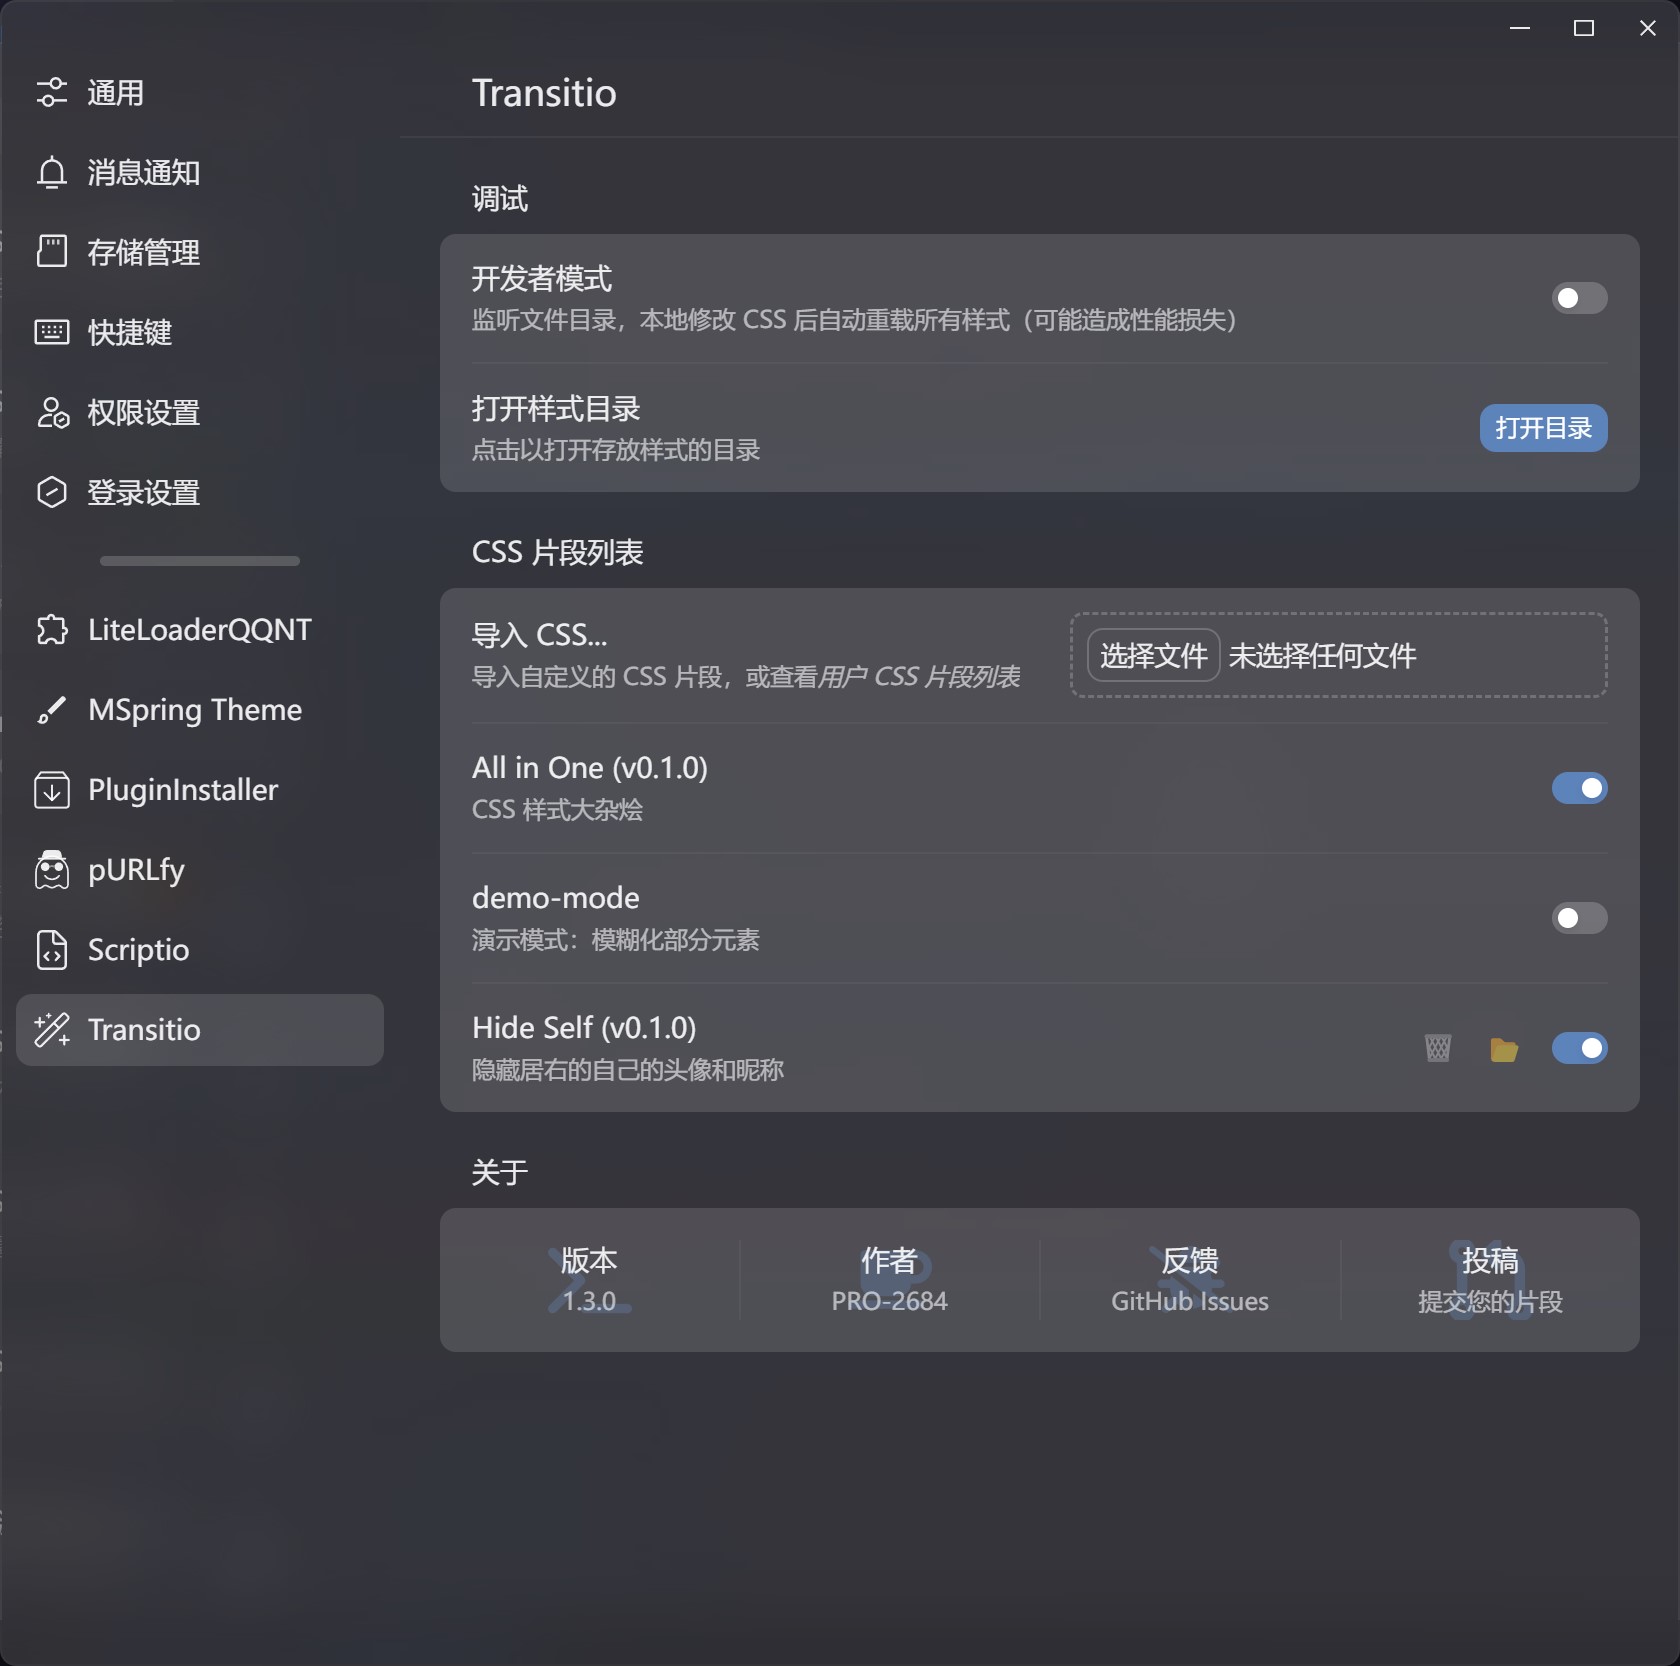 通用
消息通知
存储管理
快捷键
权限设置
登录设置
LiteLoaderQQNT
MSpring Theme
PluginInstaller
pURLfy
Scriptio
Transitio
Transitio
调试
开发者模式
监听文件目录，本地修改 CSS 后自动重载所有样式（可能造成性能损失）
打开样式目录
点击以打开存放样式的目录
打开目录
CSS 片段列表
导入 CSS...
导入自定义的 CSS 片段，或查看用户 CSS 片段列表
选择文件 未选择任何文件
All in One (v0.1.0)
CSS 样式大杂烩
demo-mode
演示模式：模糊化部分元素
Hide Self (v0.1.0)
隐藏居右的自己的头像和昵称
关于
版本
1.3.0
作者
PRO-2684
反馈
GitHub Issues
投稿
提交您的片段